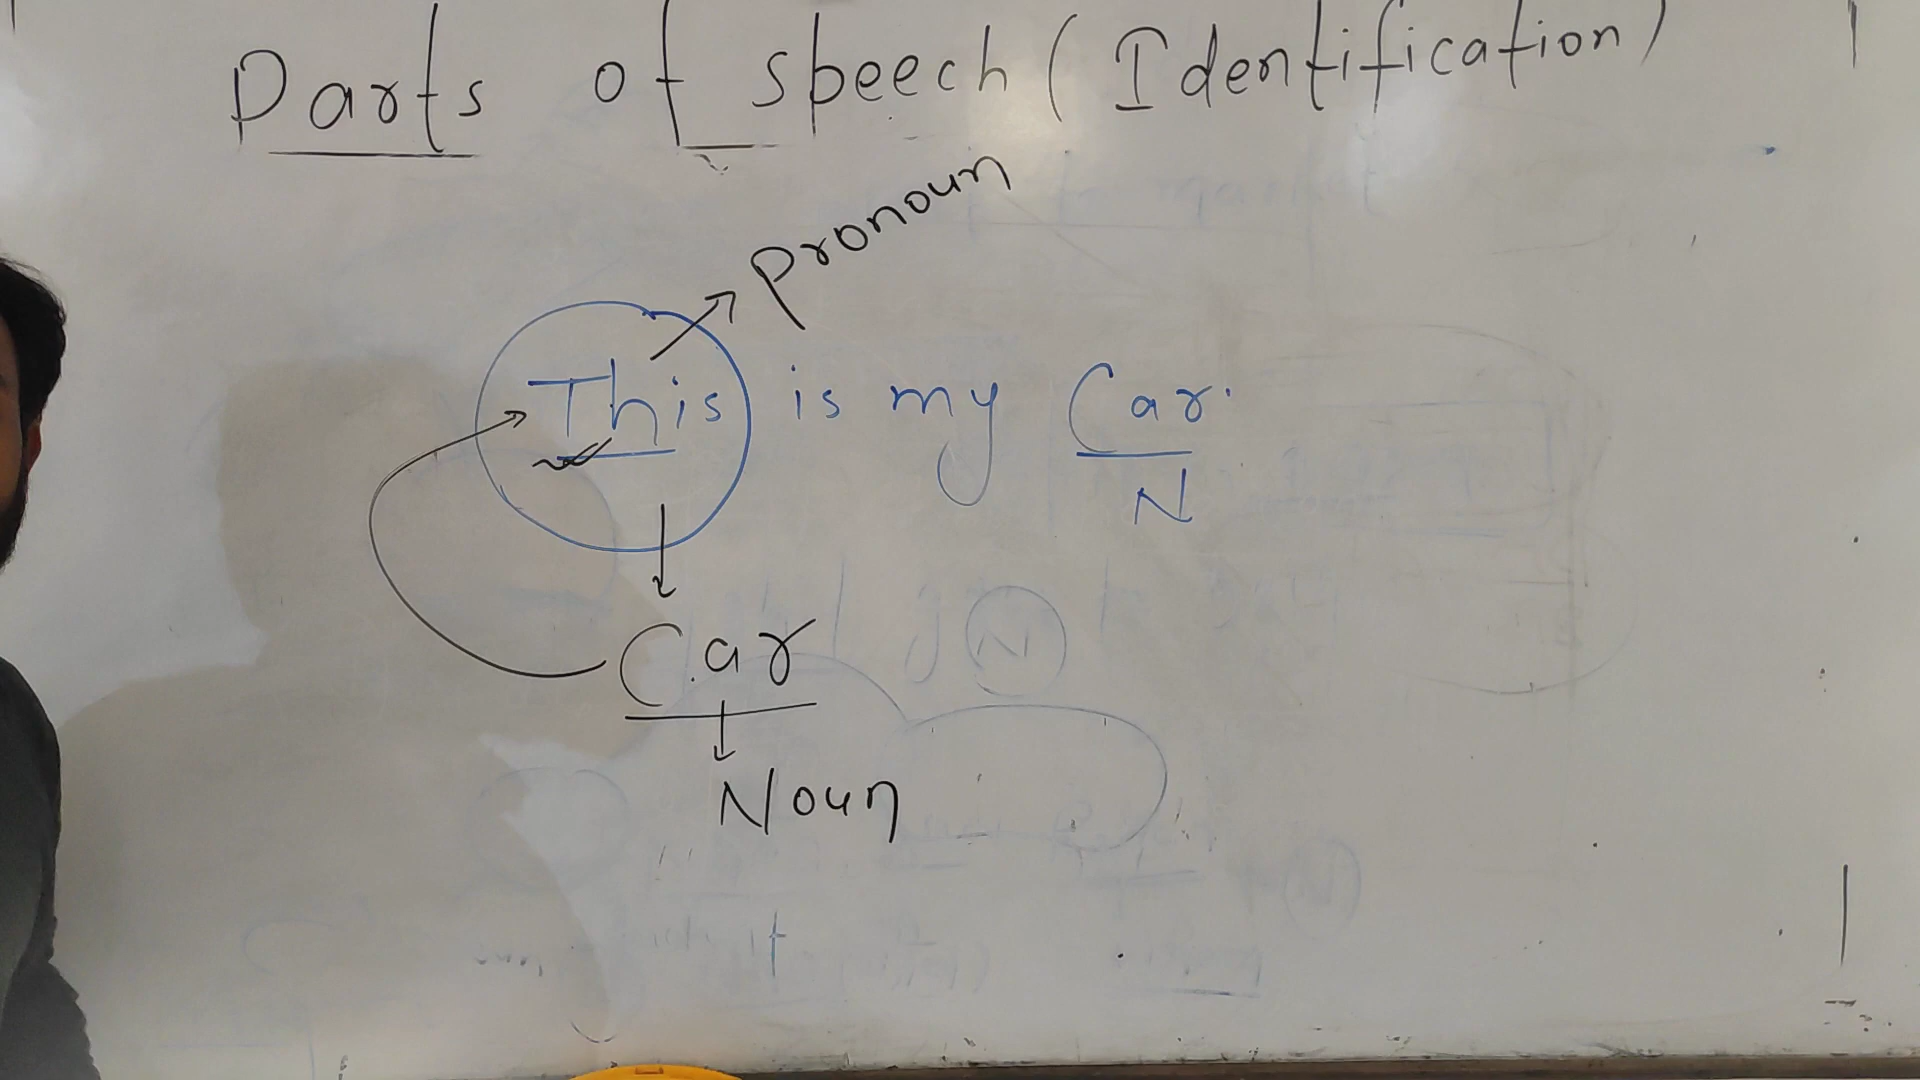 Parts of speech (Identification)
pronoun
This is my Car.
N
Car
Noun